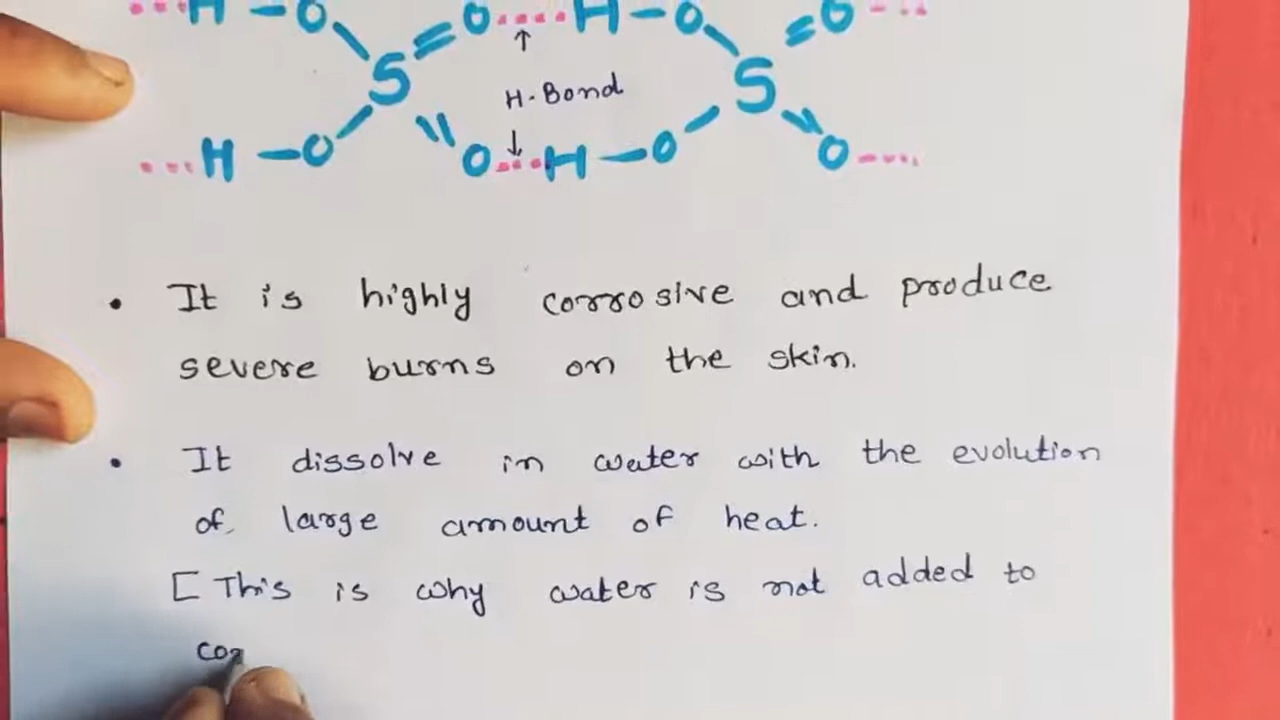 H - O S = O .... H - O S = O ...
H-Bond
... H - O O ... H - O O ....
• It is highly corrosive and produce
severe burns on the skin.
• It dissolve in water with the evolution
of, large amount of heat.
[ This is why water is not added to